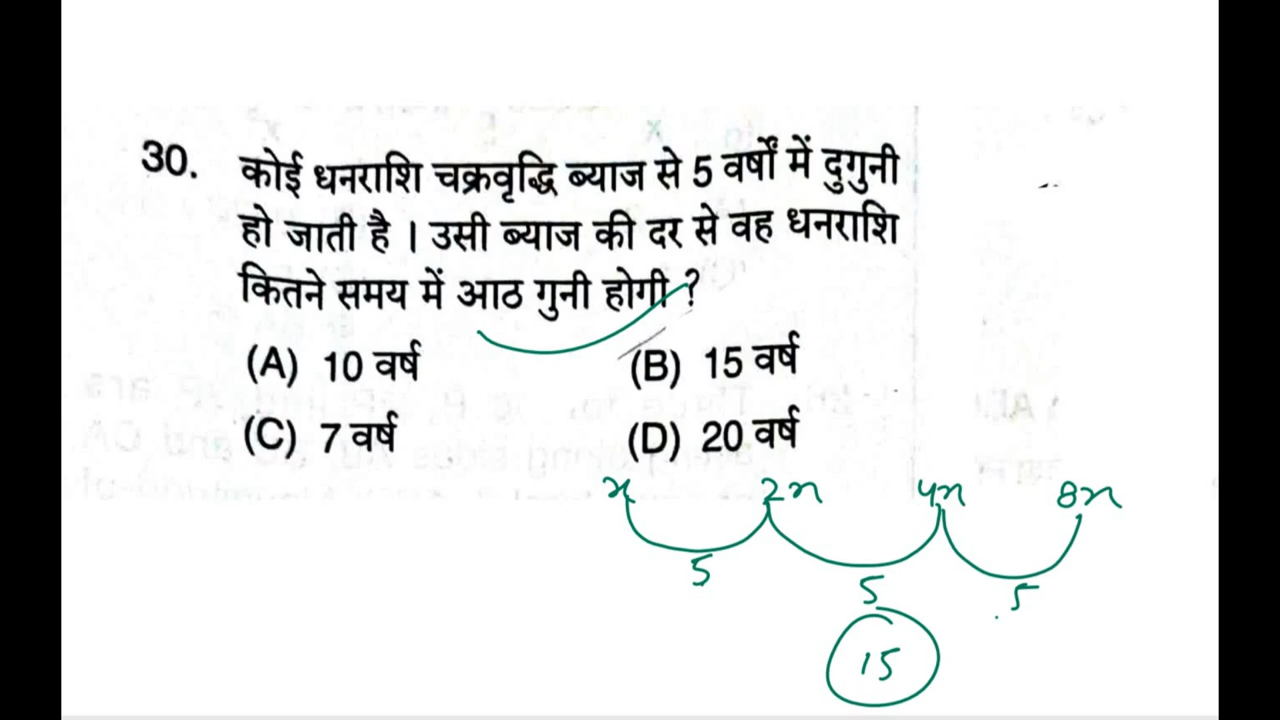 30. कोई धनराशि चक्रवृद्धि ब्याज से 5 वर्षों में दुगुनी
हो जाती है । उसी ब्याज की दर से वह धनराशि
कितने समय में आठ गुनी होगी ?
(A) 10 वर्ष (B) 15 वर्ष
(C) 7 वर्ष (D) 20 वर्ष
x 2x 4x 8x
5 5 5
15